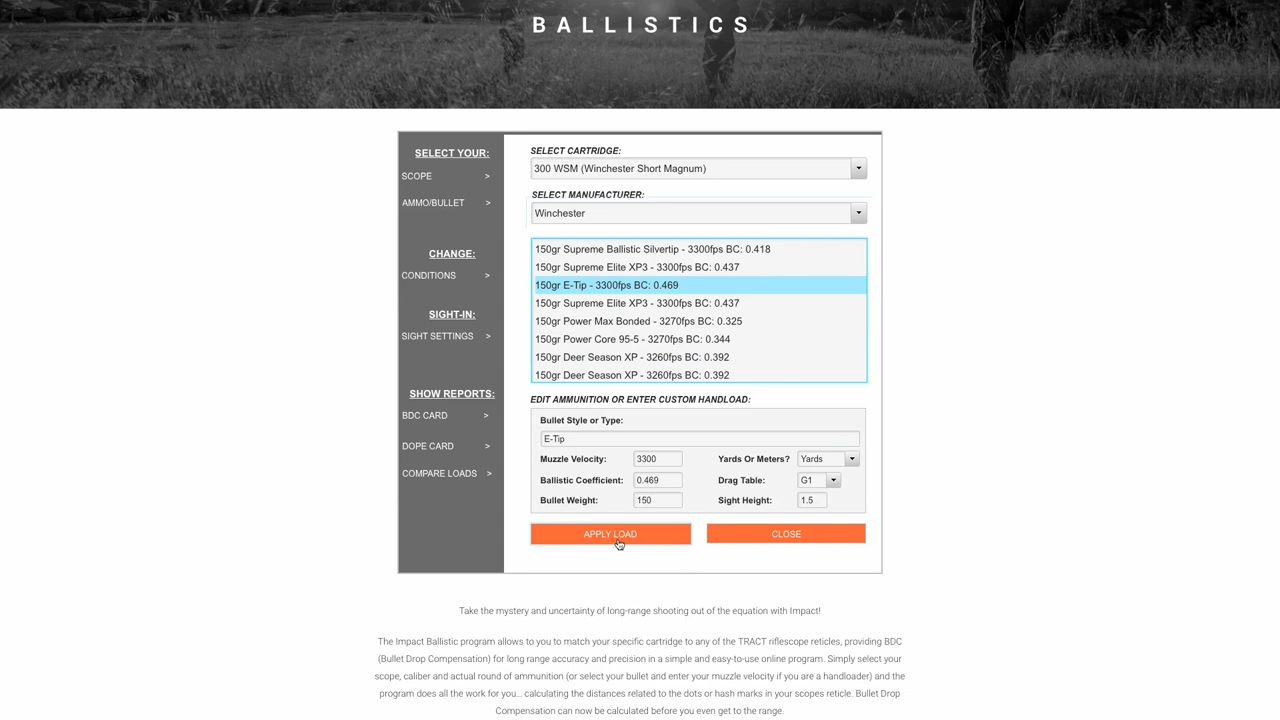 BALLISTICS
SELECT YOUR:
SCOPE >
AMMO/BULLET >
CHANGE:
CONDITIONS >
SIGHT-IN:
SIGHT SETTINGS >
SHOW REPORTS:
BDC CARD >
DOPE CARD >
COMPARE LOADS >
SELECT CARTRIDGE:
300 WSM (Winchester Short Magnum)
SELECT MANUFACTURER:
Winchester
150gr Supreme Ballistic Silvertip - 3300fps BC: 0.418
150gr Supreme Elite XP3 - 3300fps BC: 0.437
150gr E-Tip - 3300fps BC: 0.469
150gr Supreme Elite XP3 - 3300fps BC: 0.437
150gr Power Max Bonded - 3270fps BC: 0.325
150gr Power Core 95-5 - 3270fps BC: 0.344
150gr Deer Season XP - 3260fps BC: 0.392
150gr Deer Season XP - 3260fps BC: 0.392
EDIT AMMUNITION OR ENTER CUSTOM HANDLOAD:
Bullet Style or Type:
E-Tip
Muzzle Velocity: 3300 Yards Or Meters? Yards
Ballistic Coefficient: 0.469 Drag Table: G1
Bullet Weight: 150 Sight Height: 1.5
APPLY LOAD CLOSE
Take the mystery and uncertainty of long-range shooting out of the equation with Impact!
The Impact Ballistic program allows to you to match your specific cartridge to any of the TRACT riflescope reticles, providing BDC
(Bullet Drop Compensation) for long range accuracy and precision in a simple and easy-to-use online program. Simply select your
scope, caliber and actual round of ammunition (or select your bullet and enter your muzzle velocity if you are a handloader) and the
program does all the work for you... calculating the distances related to the dots or hash marks in your scopes reticle. Bullet Drop
Compensation can now be calculated before you even get to the range.